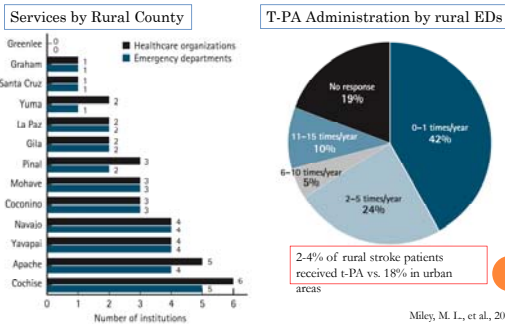 Services by Rural County
T-PA Administration by rural EDs
Healthcare organizations
Emergency departments
Greenlee 0 0
Graham 1 1
Santa Cruz 1 1
Yuma 2 1
La Paz 2 2
Gila 2 2
Pinal 3 2
Mohave 3 3
Coconino 3 3
Navajo 4 4
Yavapai 4 4
Apache 5 4
Cochise 6 5
0 1 2 3 4 5 6
Number of institutions
No response
19%
0–1 times/year
42%
11–15 times/year
10%
6–10 times/year
5%
2–5 times/year
24%
2-4% of rural stroke patients
received t-PA vs. 18% in urban
areas
Miley, M. L., et al., 20